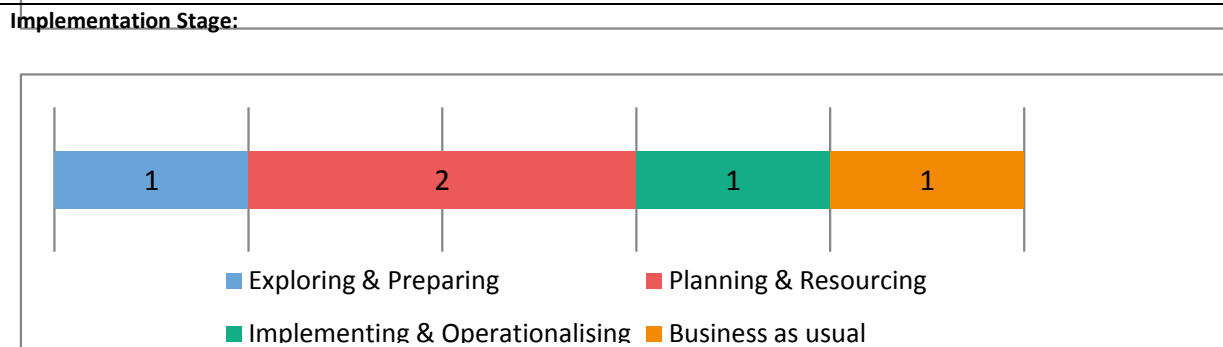 Implementation Stage:
1 2 1 1
Exploring & Preparing Planning & Resourcing
Implementing & Operationalising Business as usual